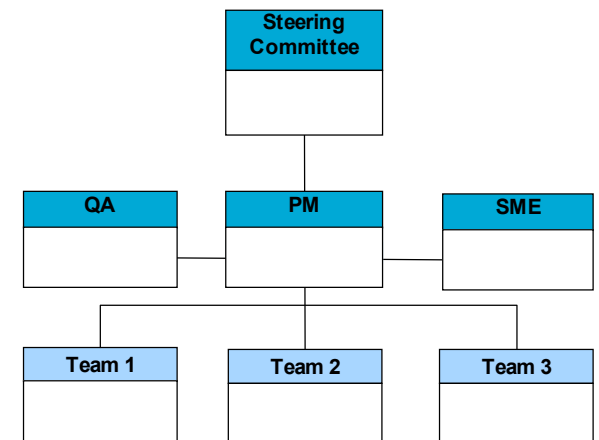 Steering
Committee
QA
PM
SME
Team 1
Team 2
Team 3